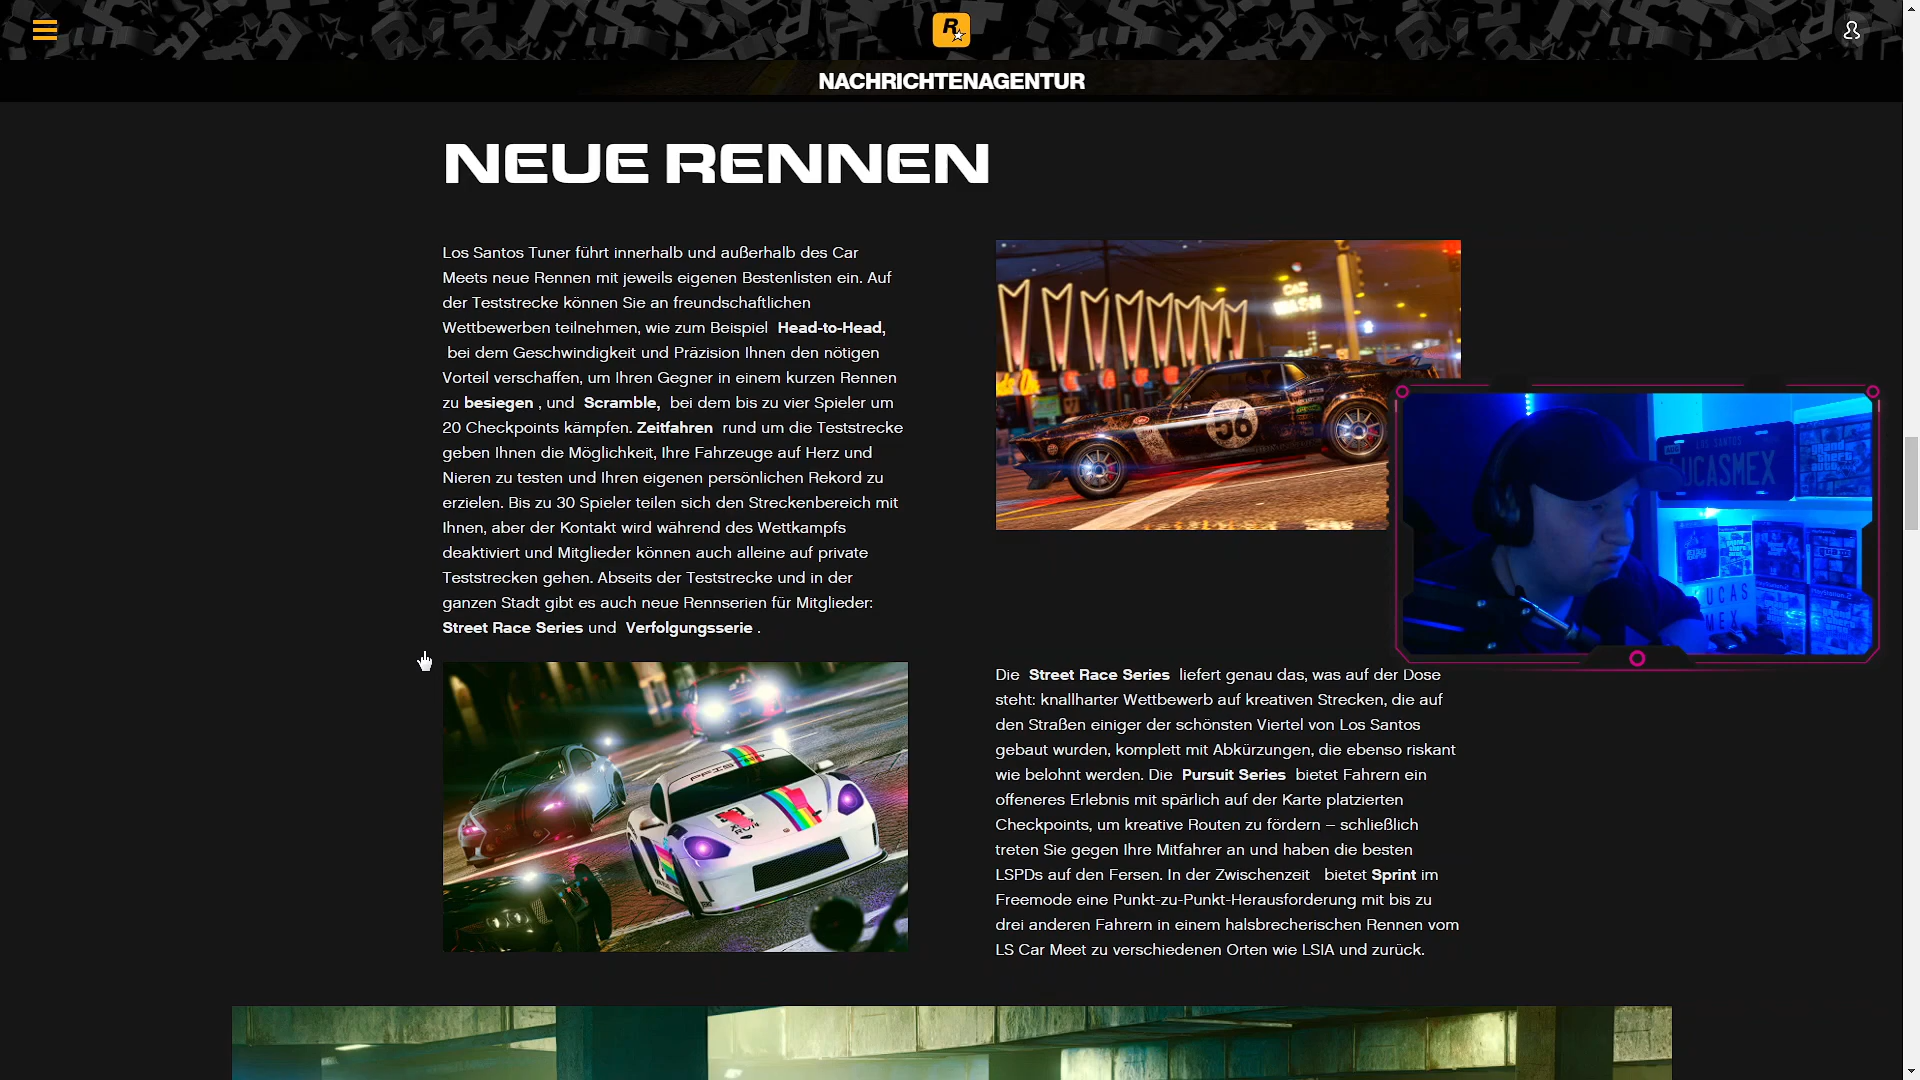 NACHRICHTENAGENTUR
NEUE RENNEN
Los Santos Tuner führt innerhalb und außerhalb des Car
Meets neue Rennen mit jeweils eigenen Bestenlisten ein. Auf
der Teststrecke können Sie an freundschaftlichen
Wettbewerben teilnehmen, wie zum Beispiel Head-to-Head,
bei dem Geschwindigkeit und Präzision Ihnen den nötigen
Vorteil verschaffen, um Ihren Gegner in einem kurzen Rennen
zu besiegen , und Scramble, bei dem bis zu vier Spieler um
20 Checkpoints kämpfen. Zeitfahren rund um die Teststrecke
geben Ihnen die Möglichkeit, Ihre Fahrzeuge auf Herz und
Nieren zu testen und Ihren eigenen persönlichen Rekord zu
erzielen. Bis zu 30 Spieler teilen sich den Streckenbereich mit
Ihnen, aber der Kontakt wird während des Wettkampfs
deaktiviert und Mitglieder können auch alleine auf private
Teststrecken gehen. Abseits der Teststrecke und in der
ganzen Stadt gibt es auch neue Rennserien für Mitglieder:
Street Race Series und Verfolgungsserie .
CAR
WASH
56
LOS SANTOS
LUCASMEX
LUCAS
MEX
Die Street Race Series liefert genau das, was auf der Dose
steht: knallharter Wettbewerb auf kreativen Strecken, die auf
den Straßen einiger der schönsten Viertel von Los Santos
gebaut wurden, komplett mit Abkürzungen, die ebenso riskant
wie belohnt werden. Die Pursuit Series bietet Fahrern ein
offeneres Erlebnis mit spärlich auf der Karte platzierten
Checkpoints, um kreative Routen zu fördern – schließlich
treten Sie gegen Ihre Mitfahrer an und haben die besten
LSPDs auf den Fersen. In der Zwischenzeit bietet Sprint im
Freemode eine Punkt-zu-Punkt-Herausforderung mit bis zu
drei anderen Fahrern in einem halsbrecherischen Rennen vom
LS Car Meet zu verschiedenen Orten wie LSIA und zurück.